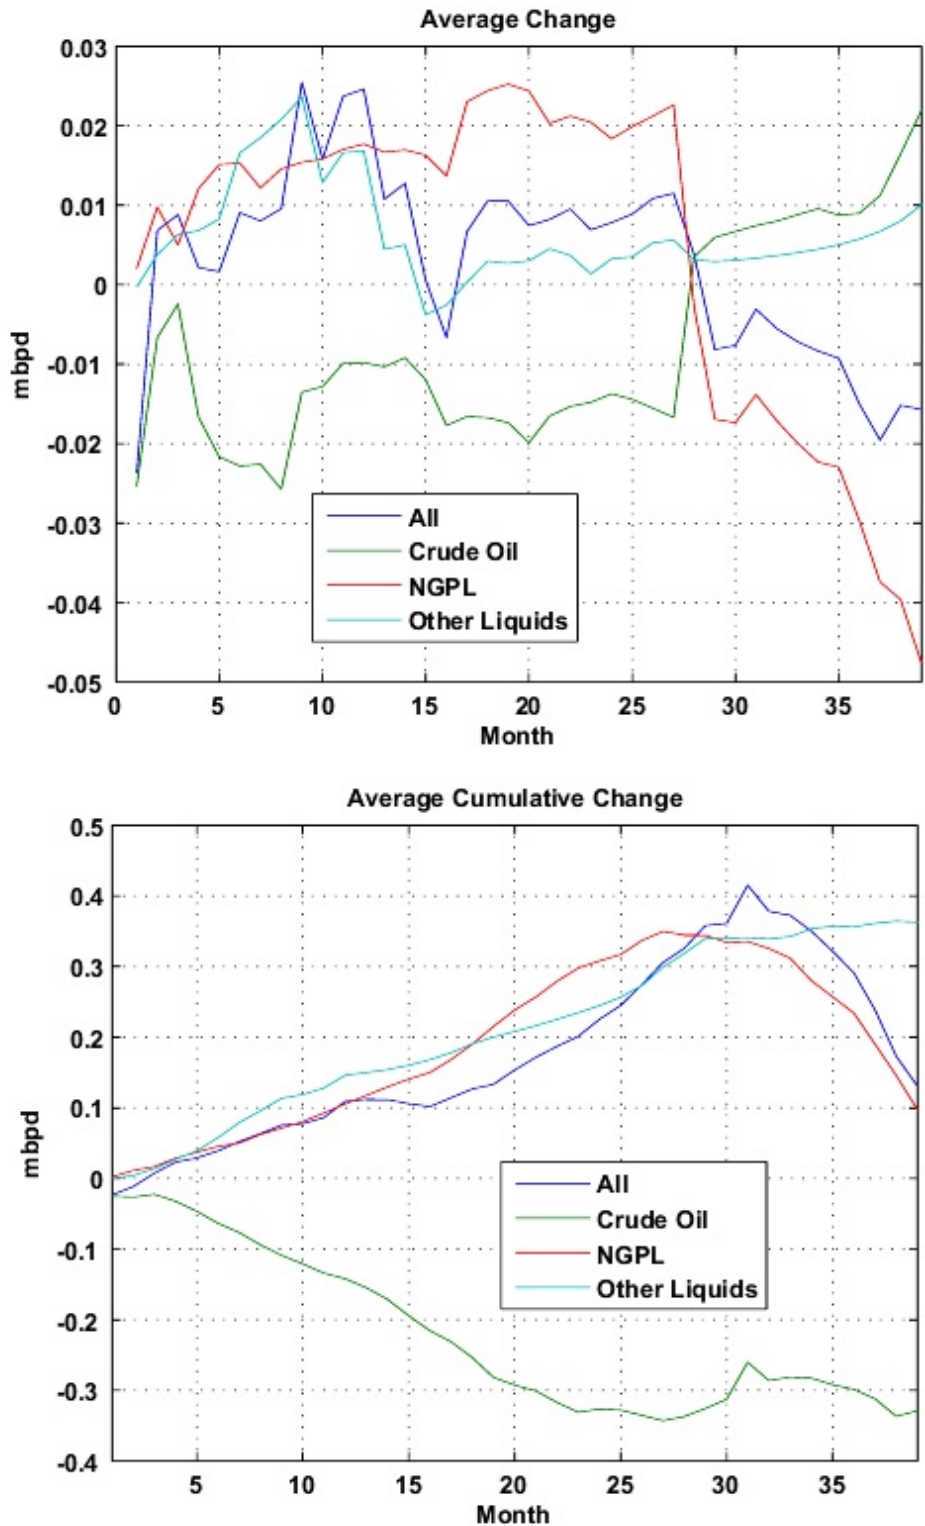 Average Change
0.03
0.02
0.01
0
-0.01
-0.02
-0.03
-0.04
-0.05
mbpd
All
Crude Oil
NGPL
Other Liquids
0 5 10 15 20 25 30 35
Month
Average Cumulative Change
0.5
0.4
0.3
0.2
0.1
0
-0.1
-0.2
-0.3
-0.4
mbpd
All
Crude Oil
NGPL
Other Liquids
5 10 15 20 25 30 35
Month